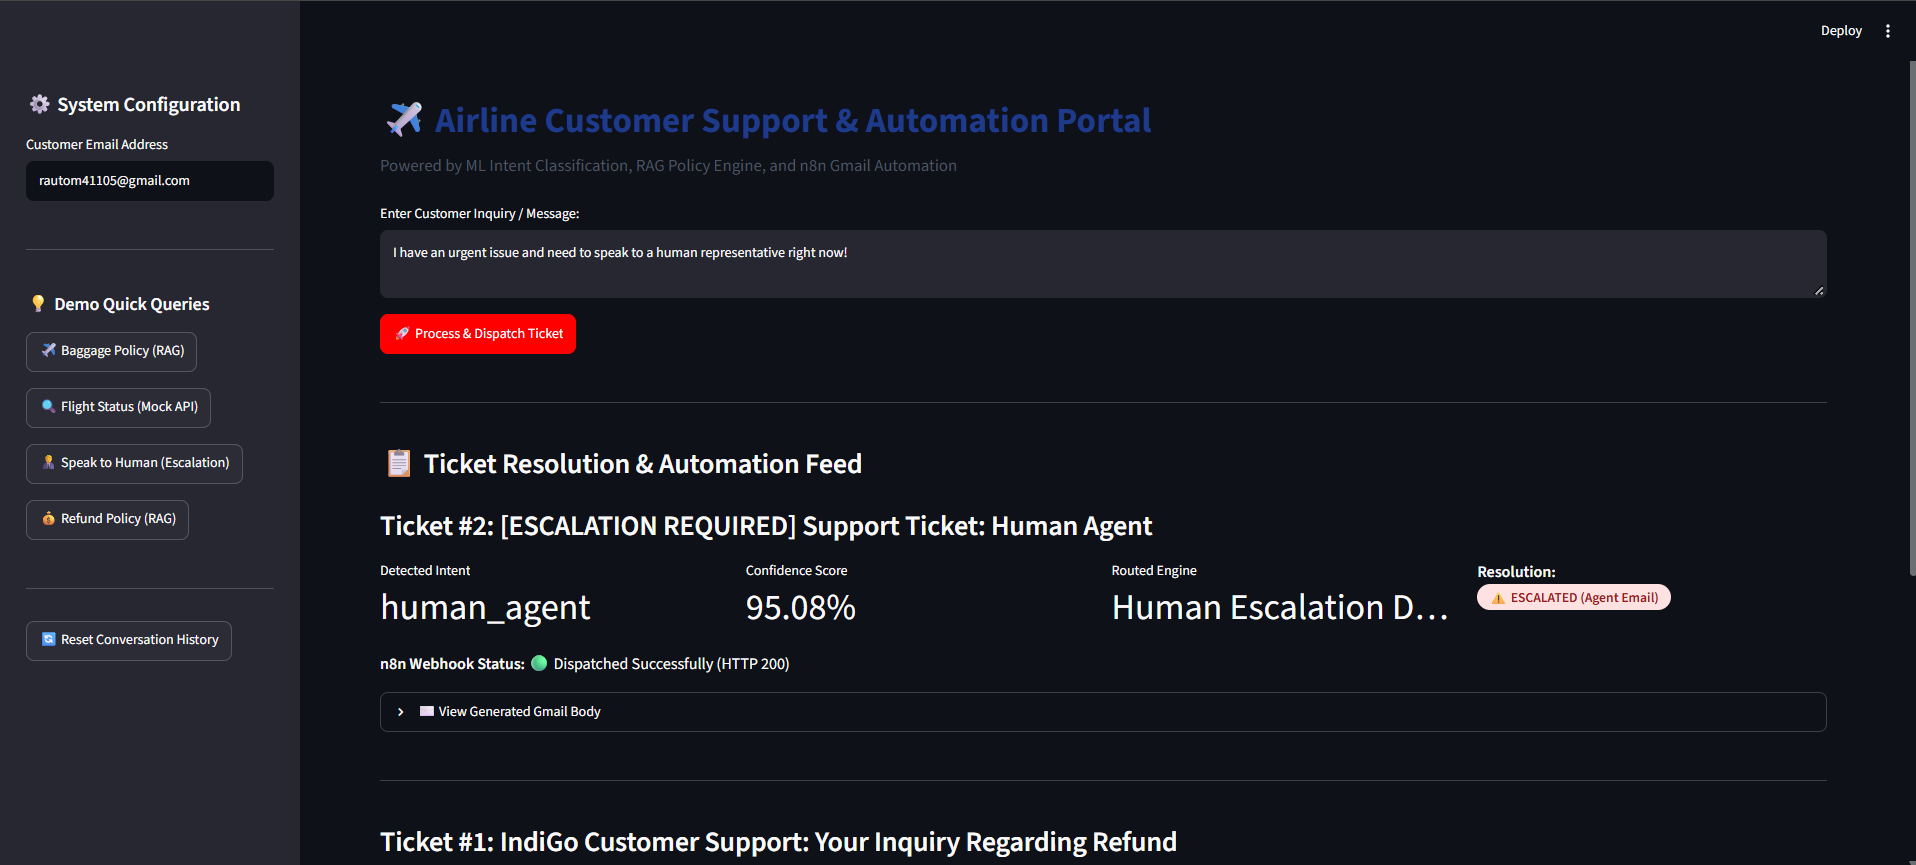 Deploy
System Configuration
Customer Email Address
rautom41105@gmail.com
Demo Quick Queries
Baggage Policy (RAG)
Flight Status (Mock API)
Speak to Human (Escalation)
Refund Policy (RAG)
Reset Conversation History
Airline Customer Support & Automation Portal
Powered by ML Intent Classification, RAG Policy Engine, and n8n Gmail Automation
Enter Customer Inquiry / Message:
I have an urgent issue and need to speak to a human representative right now!
Process & Dispatch Ticket
Ticket Resolution & Automation Feed
Ticket #2: [ESCALATION REQUIRED] Support Ticket: Human Agent
Detected Intent
human_agent
Confidence Score
95.08%
Routed Engine
Human Escalation D...
Resolution:
ESCALATED (Agent Email)
n8n Webhook Status: Dispatched Successfully (HTTP 200)
View Generated Gmail Body
Ticket #1: IndiGo Customer Support: Your Inquiry Regarding Refund